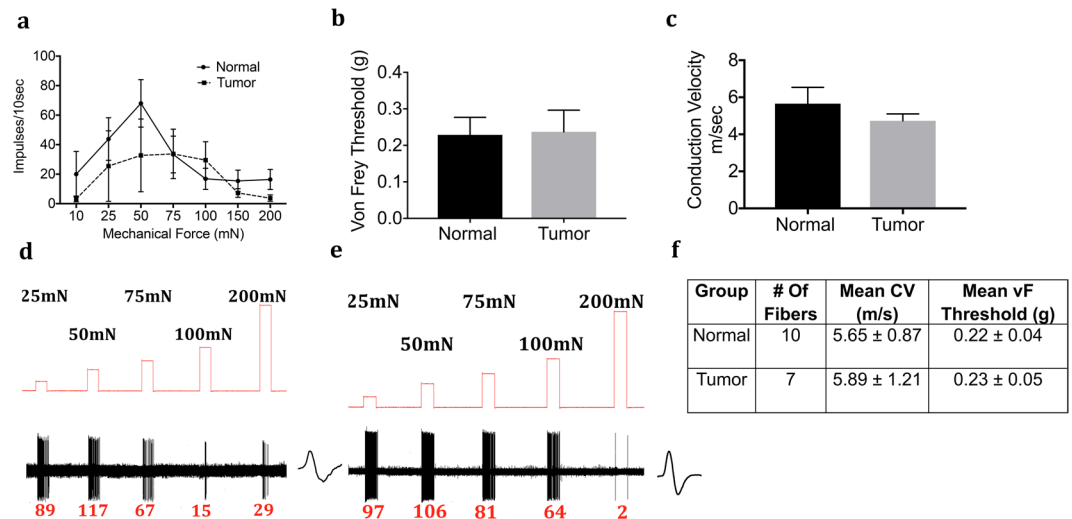 a
Impulses/10sec
100
80
60
40
20
0
10 25 50 75 100 150 200
Mechanical Force (mN)
Normal
Tumor
b
Von Frey Threshold (g)
0.4
0.3
0.2
0.1
0.0
Normal Tumor
c
Conduction Velocity
m/sec
8
6
4
2
0
Normal Tumor
d
25mN 75mN 200mN
50mN 100mN
89 117 67 15 29
e
25mN 75mN 200mN
50mN 100mN
97 106 81 64 2
f
Group # Of Fibers Mean CV (m/s) Mean vF Threshold (g)
Normal 10 5.65 ± 0.87 0.22 ± 0.04
Tumor 7 5.89 ± 1.21 0.23 ± 0.05